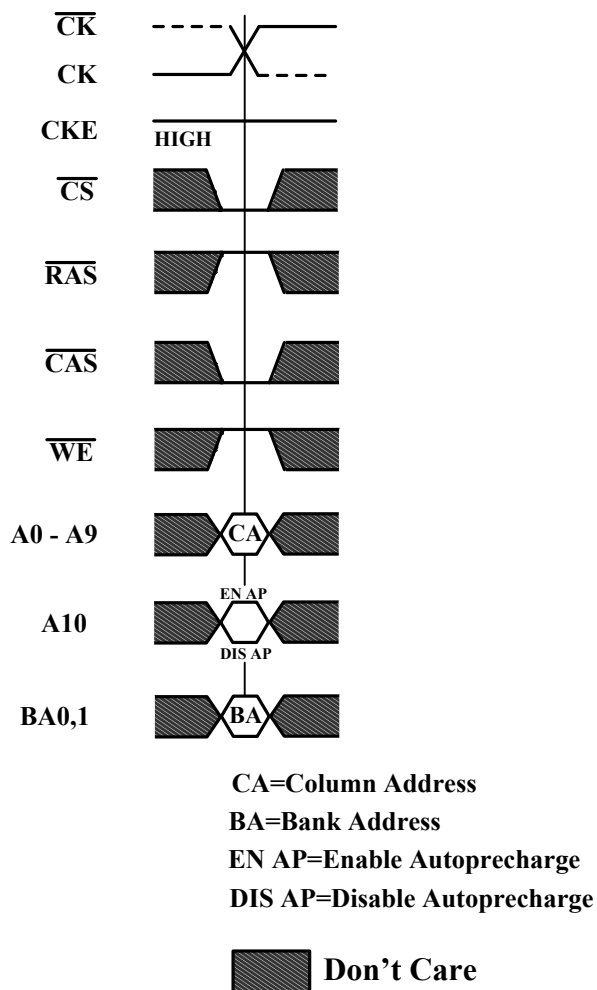 CK
CK
CKE
HIGH
CS
RAS
CAS
WE
A0 - A9
CA
EN AP
A10
DIS AP
BA0,1
BA
CA=Column Address
BA=Bank Address
EN AP=Enable Autoprecharge
DIS AP=Disable Autoprecharge
Don’t Care